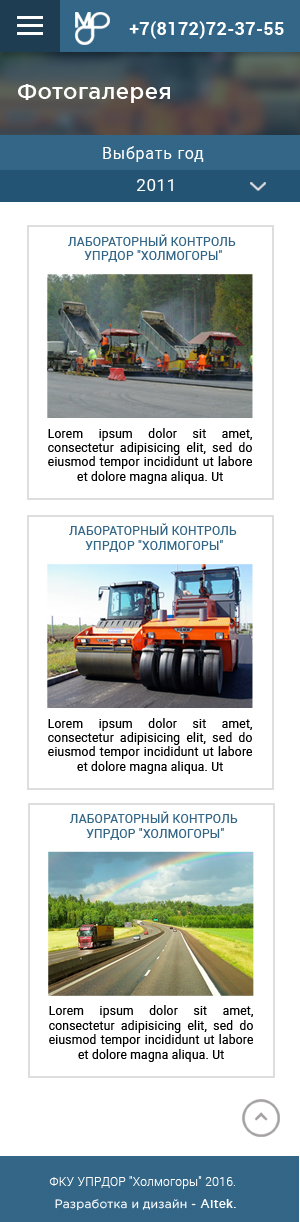 МО
+7(8172)72-37-55
Фотогалерея
Выбрать год
2011
ЛАБОРАТОРНЫЙ КОНТРОЛЬ
УПРДОР "ХОЛМОГОРЫ"
Lorem ipsum dolor sit amet,
consectetur adipisicing elit, sed do
eiusmod tempor incididunt ut labore
et dolore magna aliqua. Ut
ЛАБОРАТОРНЫЙ КОНТРОЛЬ
УПРДОР "ХОЛМОГОРЫ"
Lorem ipsum dolor sit amet,
consectetur adipisicing elit, sed do
eiusmod tempor incididunt ut labore
et dolore magna aliqua. Ut
ЛАБОРАТОРНЫЙ КОНТРОЛЬ
УПРДОР "ХОЛМОГОРЫ"
Lorem ipsum dolor sit amet,
consectetur adipisicing elit, sed do
eiusmod tempor incididunt ut labore
et dolore magna aliqua. Ut
ФКУ УПРДОР "Холмогоры" 2016.
Разработка и дизайн - Aitek.